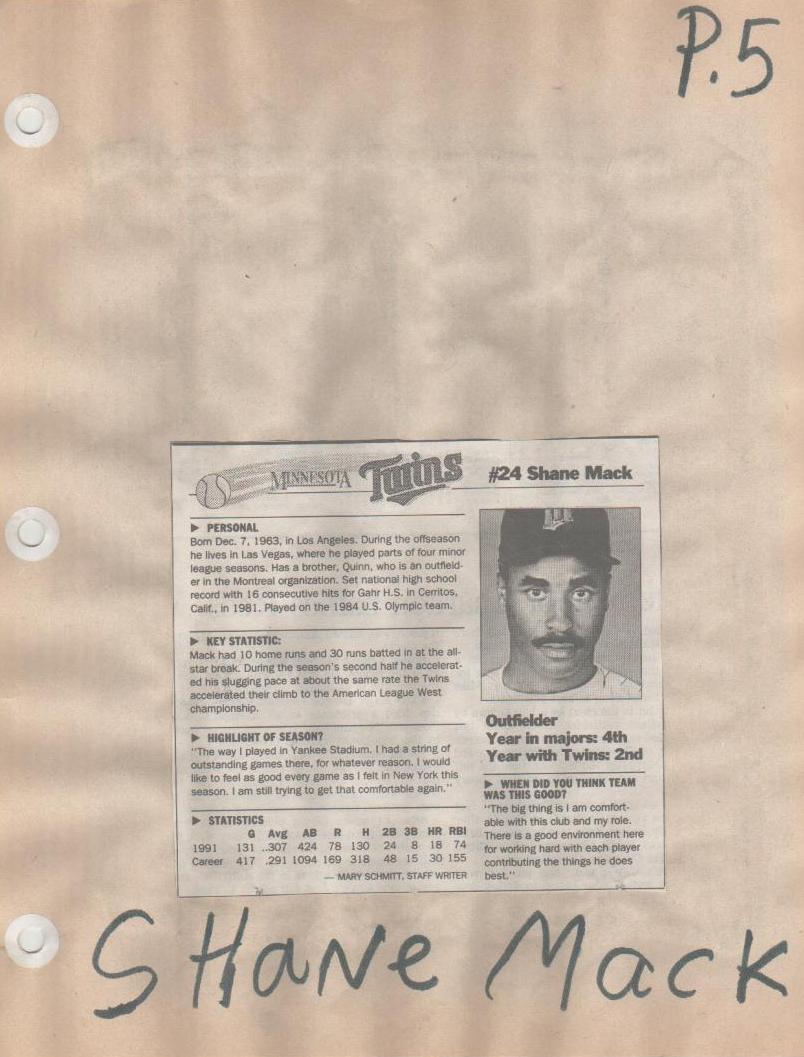 P.5
MINNESOTA Twins
#24 Shane Mack
► PERSONAL
Born Dec. 7, 1963, in Los Angeles. During the offseason
he lives in Las Vegas, where he played parts of four minor
league seasons. Has a brother, Quinn, who is an outfield-
er in the Montreal organization. Set national high school
record with 16 consecutive hits for Gahr H.S. in Cerritos,
Calif., in 1981. Played on the 1984 U.S. Olympic team.
► KEY STATISTIC:
Mack had 10 home runs and 30 runs batted in at the all-
star break. During the season's second half he accelerat-
ed his slugging pace at about the same rate the Twins
accelerated their climb to the American League West
championship.
► HIGHLIGHT OF SEASON?
"The way I played in Yankee Stadium. I had a string of
outstanding games there, for whatever reason. I would
like to feel as good every game as I felt in New York this
season. I am still trying to get that comfortable again."
► STATISTICS
G Avg AB R H 2B 3B HR RBI
1991 131 ..307 424 78 130 24 8 18 74
Career 417 .291 1094 169 318 48 15 30 155
— MARY SCHMITT, STAFF WRITER
Outfielder
Year in majors: 4th
Year with Twins: 2nd
► WHEN DID YOU THINK TEAM
WAS THIS GOOD?
"The big thing is I am comfort-
able with this club and my role.
There is a good environment here
for working hard with each player
contributing the things he does
best."
SHANe MacK